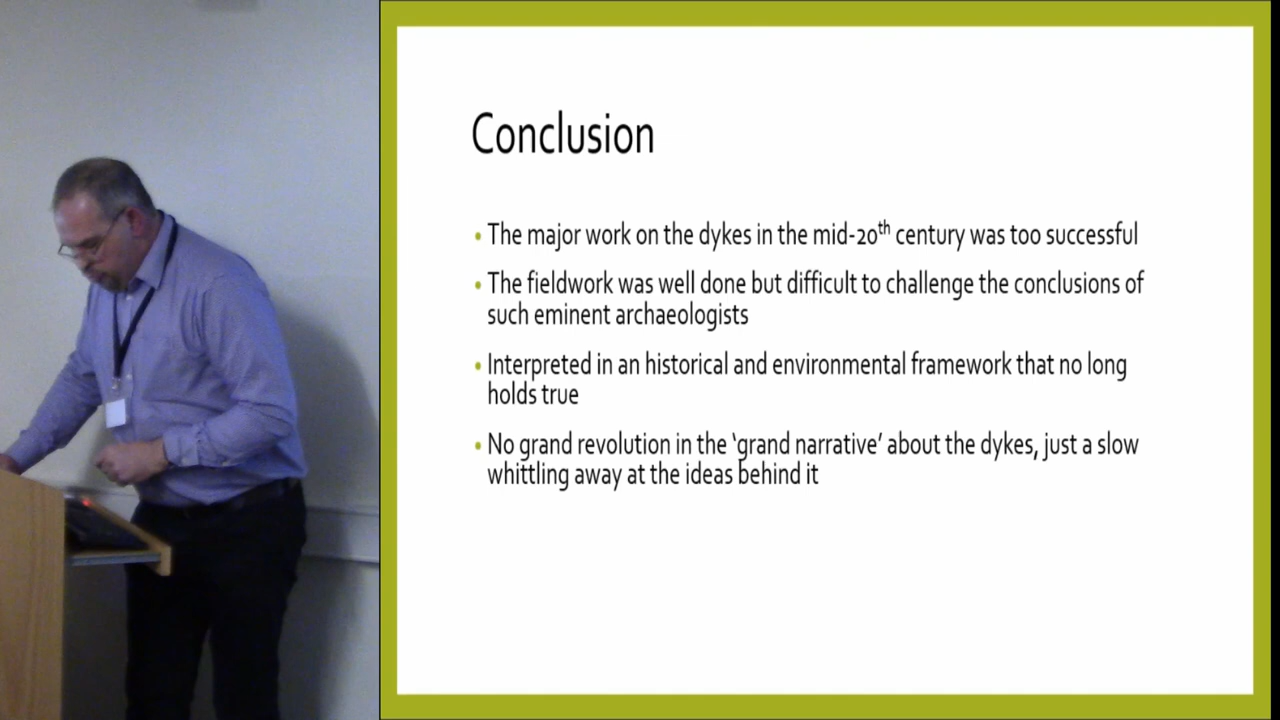 Conclusion
• The major work on the dykes in the mid-20th century was too successful
• The fieldwork was well done but difficult to challenge the conclusions of
such eminent archaeologists
• Interpreted in an historical and environmental framework that no long
holds true
• No grand revolution in the ‘grand narrative’ about the dykes, just a slow
whittling away at the ideas behind it